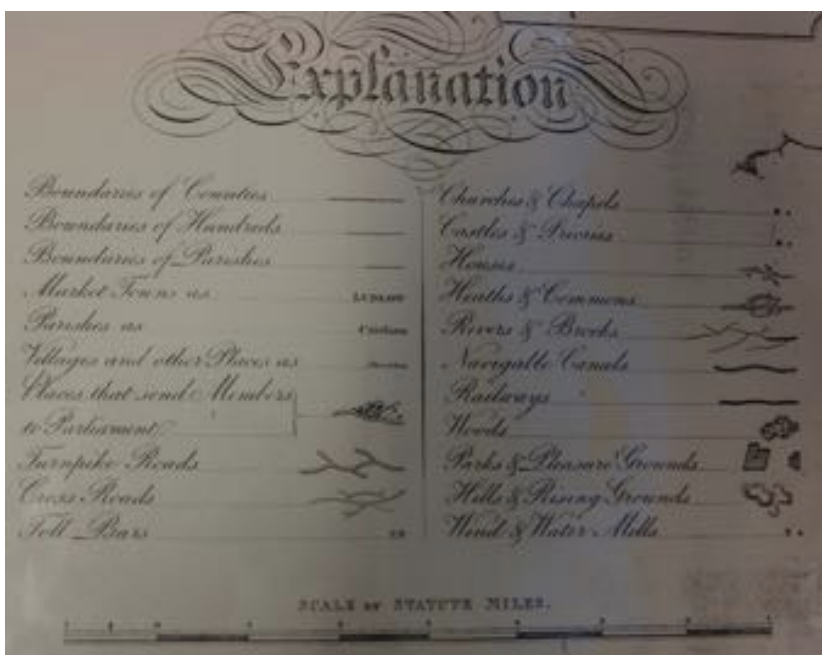 Explanation
Boundaries of Counties
Boundaries of Hundreds
Boundaries of Parishes
Market Towns as LUDLOW
Parishes as
Villages and other Places as
Places that send Members
to Parliament
Turnpike Roads
Cross Roads
Toll Bars
Churches & Chapels
Castles & Priories
Houses
Heaths & Commons
Rivers & Brooks
Navigable Canals
Railways
Woods
Parks & Pleasure Grounds
Hills & Rising Grounds
Wind & Water Mills
SCALE OF STATUTE MILES.